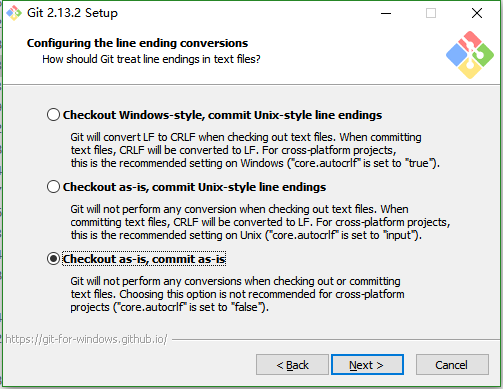 Git 2.13.2 Setup
Configuring the line ending conversions
How should Git treat line endings in text files?
Checkout Windows-style, commit Unix-style line endings
Git will convert LF to CRLF when checking out text files. When committing
text files, CRLF will be converted to LF. For cross-platform projects,
this is the recommended setting on Windows ("core.autocrlf" is set to "true").
Checkout as-is, commit Unix-style line endings
Git will not perform any conversion when checking out text files. When
committing text files, CRLF will be converted to LF. For cross-platform projects,
this is the recommended setting on Unix ("core.autocrlf" is set to "input").
Checkout as-is, commit as-is
Git will not perform any conversions when checking out or committing
text files. Choosing this option is not recommended for cross-platform
projects ("core.autocrlf" is set to "false").
https://git-for-windows.github.io/
< Back
Next >
Cancel